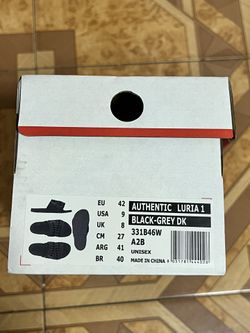 EU 42
USA 9
UK 8
CM 27
ARG 41
BR 40
AUTHENTIC LURIA 1
BLACK-GREY DK
331B46W
A2B
UNISEX
MADE IN CHINA